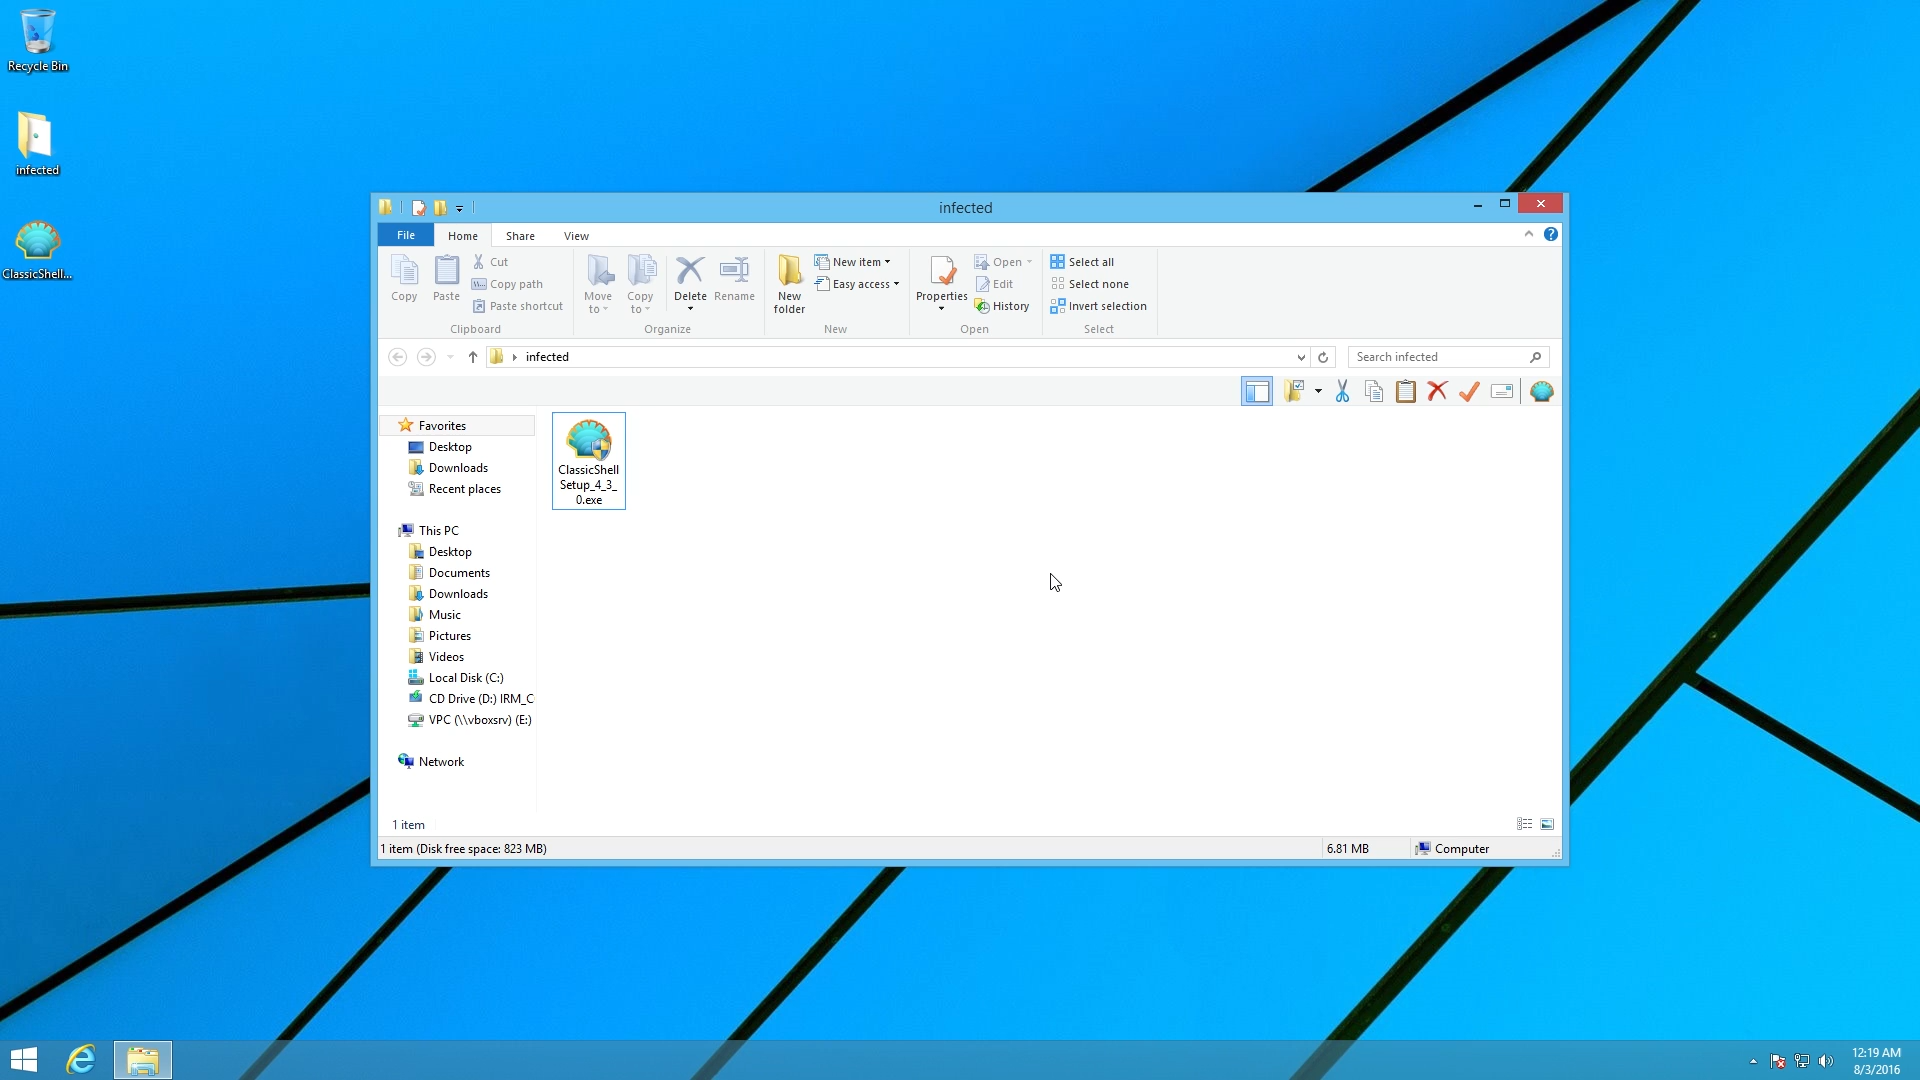 Recycle Bin
infected
ClassicShell...
infected
File
Home
Share
View
Copy
Paste
Cut
Copy path
Paste shortcut
Clipboard
Move
to
Copy
to
Delete
Rename
Organize
New
folder
New item
Easy access
New
Properties
Open
Edit
History
Open
Select all
Select none
Invert selection
Select
infected
Search infected
Favorites
Desktop
Downloads
Recent places
This PC
Desktop
Documents
Downloads
Music
Pictures
Videos
Local Disk (C:)
CD Drive (D:) IRM_C
VPC (\\vboxsrv) (E:)
Network
ClassicShell
Setup_4_3_
0.exe
1 item
1 item (Disk free space: 823 MB)
6.81 MB
Computer
12:19 AM
8/3/2016